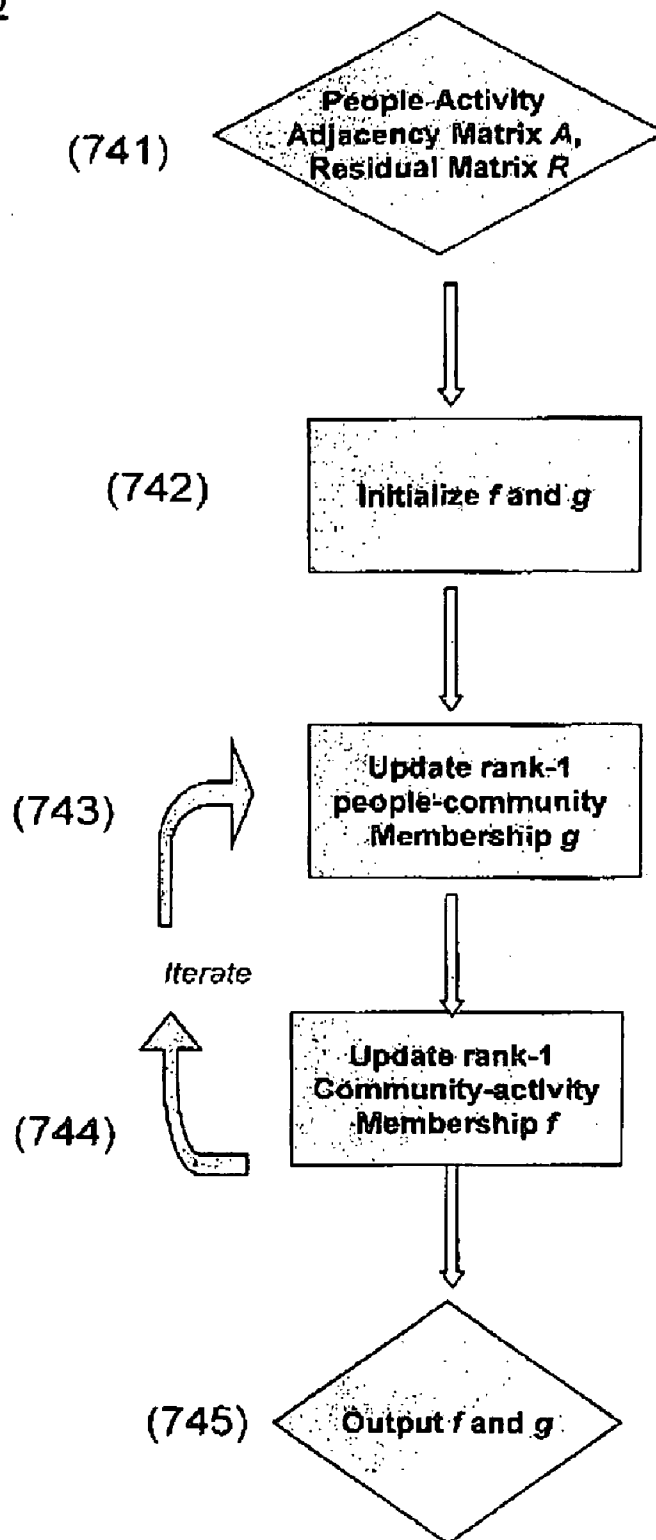 (741)
People-Activity
Adjacency Matrix A,
Residual Matrix R
(742)
Initialize f and g
(743)
Update rank-1
people-community
Membership g
Iterate
(744)
Update rank-1
Community-activity
Membership f
(745)
Output f and g